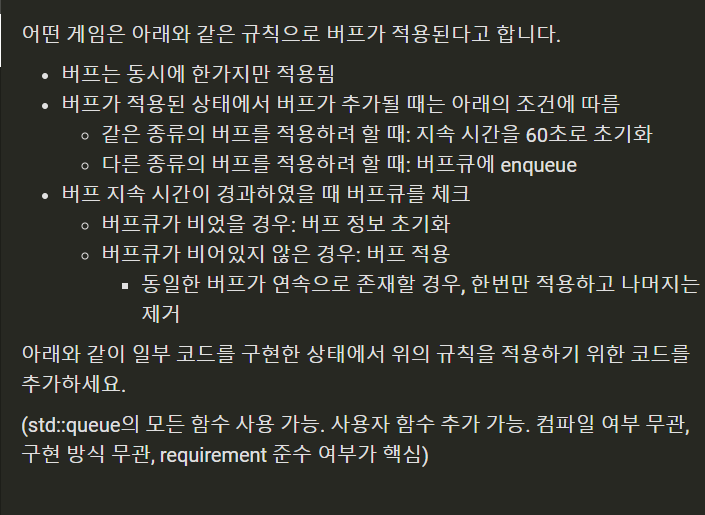 어떤 게임은 아래와 같은 규칙으로 버프가 적용된다고 합니다.
버프는 동시에 한가지만 적용됨
버프가 적용된 상태에서 버프가 추가될 때는 아래의 조건에 따름
같은 종류의 버프를 적용하려 할 때: 지속 시간을 60초로 초기화
다른 종류의 버프를 적용하려 할 때: 버프큐에 enqueue
버프 지속 시간이 경과하였을 때 버프큐를 체크
버프큐가 비었을 경우: 버프 정보 초기화
버프큐가 비어있지 않은 경우: 버프 적용
동일한 버프가 연속으로 존재할 경우, 한번만 적용하고 나머지는
제거
아래와 같이 일부 코드를 구현한 상태에서 위의 규칙을 적용하기 위한 코드를
추가하세요.
(std::queue의 모든 함수 사용 가능. 사용자 함수 추가 가능. 컴파일 여부 무관,
구현 방식 무관, requirement 준수 여부가 핵심)